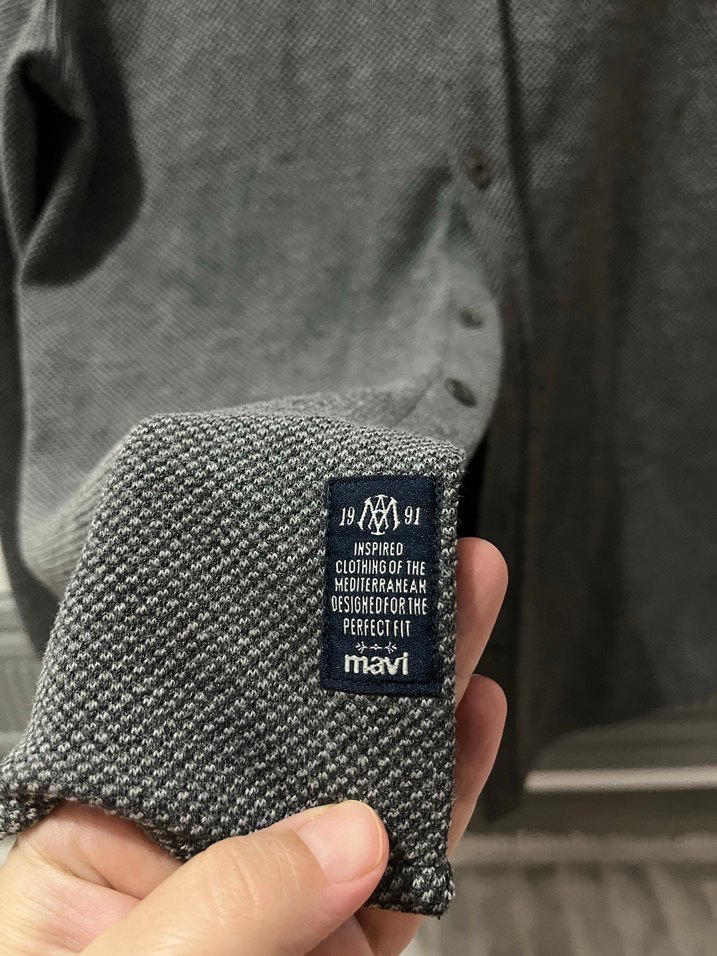 19 91
INSPIRED
CLOTHING OF THE
MEDITERRANEAN
DESIGNED FOR THE
PERFECT FIT
mavi